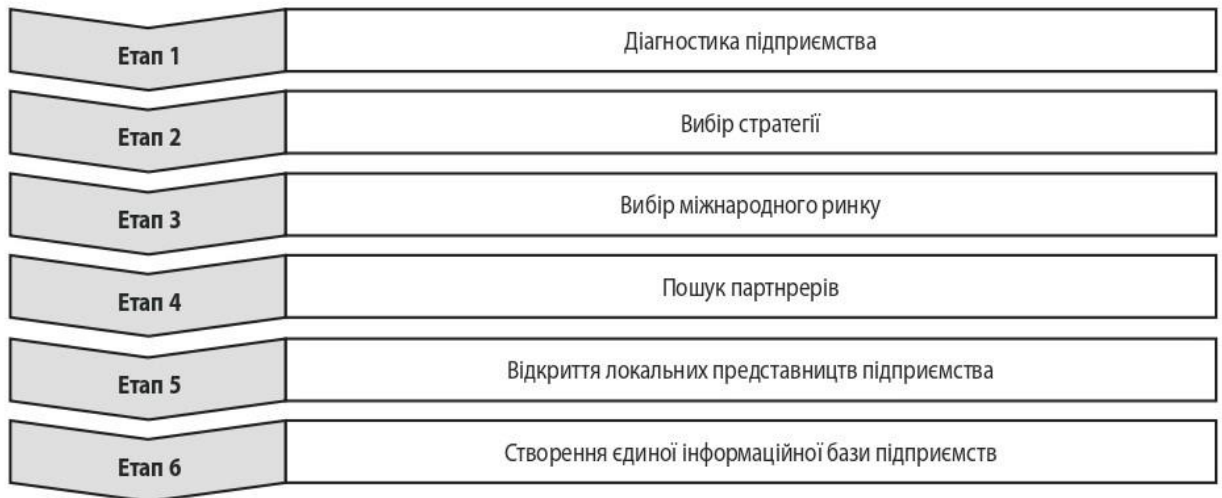 Етап 1
Діагностика підприємства
Етап 2
Вибір стратегії
Етап 3
Вибір міжнародного ринку
Етап 4
Пошук партнрерів
Етап 5
Відкриття локальних представництв підприємства
Етап 6
Створення єдиної інформаційної бази підприємств